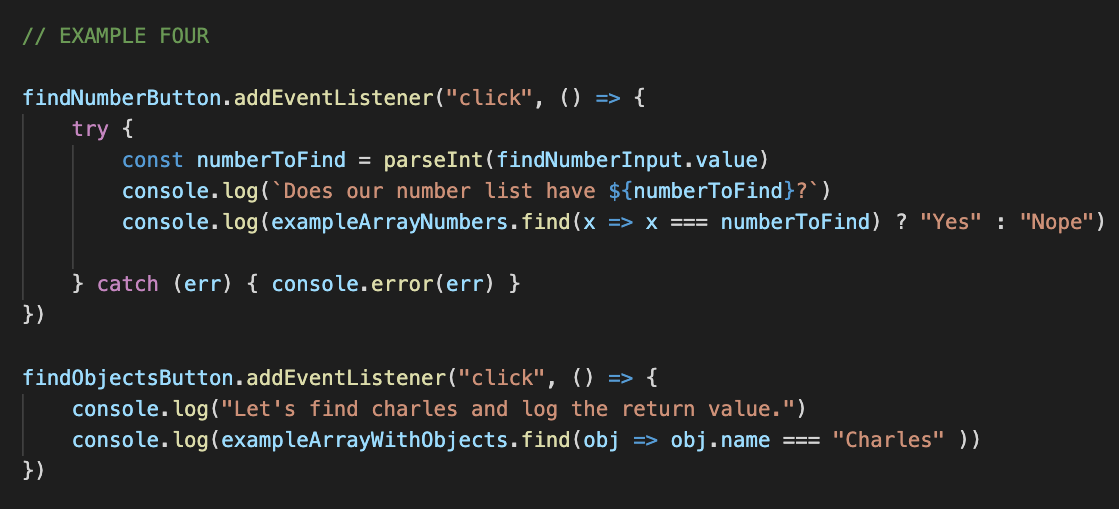 // EXAMPLE FOUR
findNumberButton.addEventListener("click", () => {
try {
const numberToFind = parseInt(findNumberInput.value)
console.log(`Does our number list have ${numberToFind}?`)
console.log(exampleArrayNumbers.find(x => x === numberToFind) ? "Yes" : "Nope")
} catch (err) { console.error(err) }
})
findObjectsButton.addEventListener("click", () => {
console.log("Let's find charles and log the return value.")
console.log(exampleArrayWithObjects.find(obj => obj.name === "Charles" ))
})